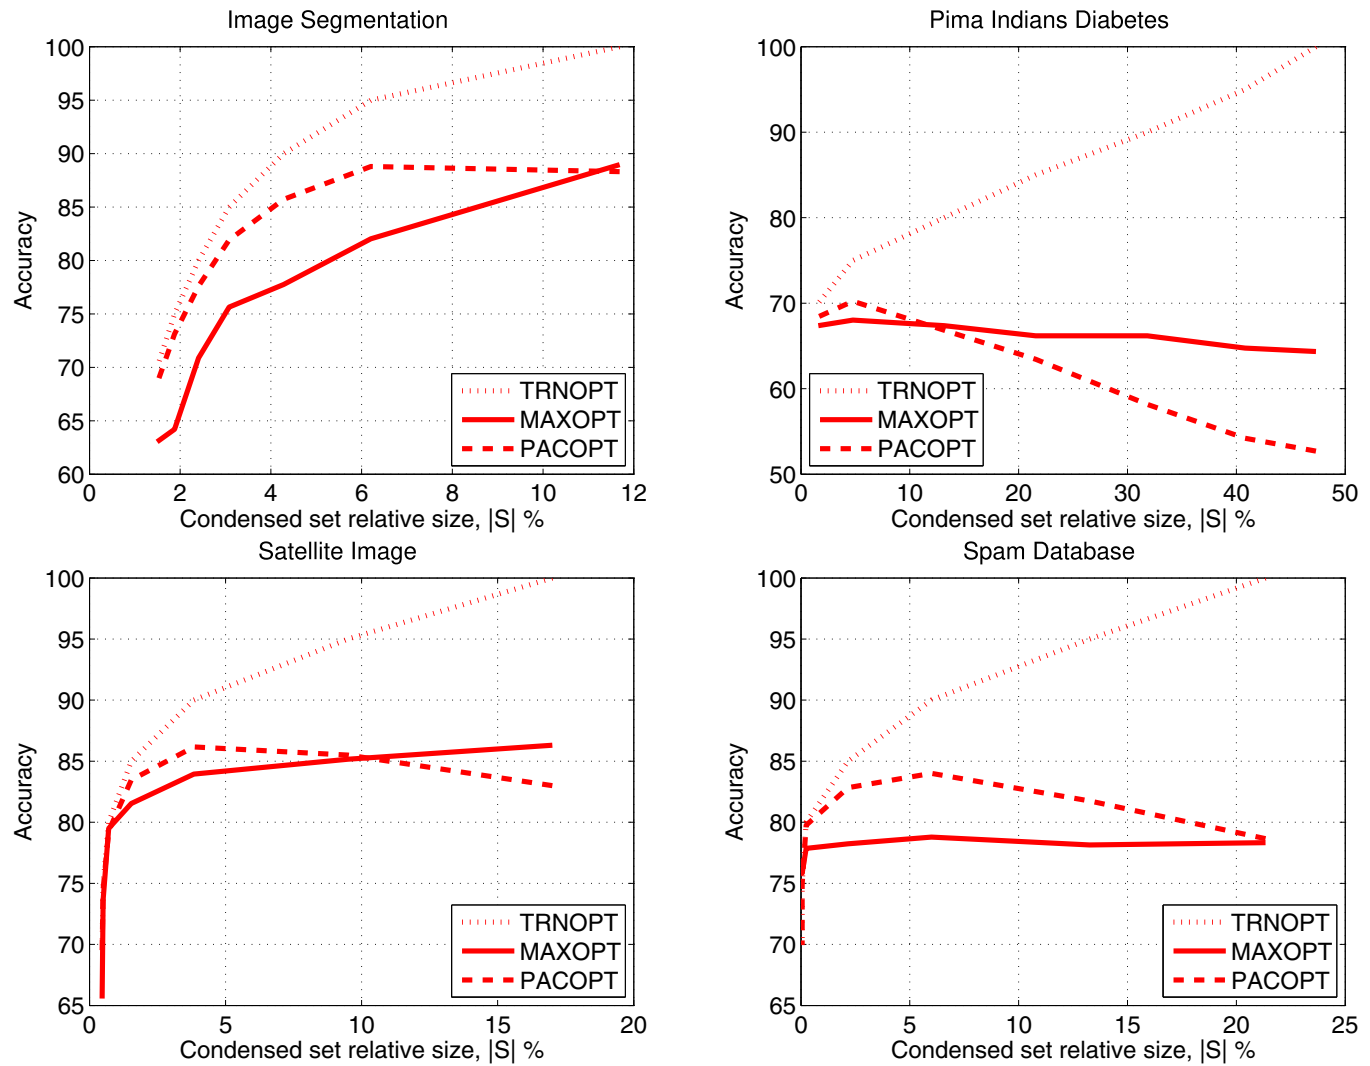 Image Segmentation
100
95
90
85
80
75
70
65
60
0 2 4 6 8 10 12
Accuracy
Condensed set relative size, |S| %
TRNOPT
MAXOPT
PACOPT
Pima Indians Diabetes
100
90
80
70
60
50
0 10 20 30 40 50
Accuracy
Condensed set relative size, |S| %
TRNOPT
MAXOPT
PACOPT
Satellite Image
100
95
90
85
80
75
70
65
0 5 10 15 20
Accuracy
Condensed set relative size, |S| %
TRNOPT
MAXOPT
PACOPT
Spam Database
100
95
90
85
80
75
70
65
0 5 10 15 20 25
Accuracy
Condensed set relative size, |S| %
TRNOPT
MAXOPT
PACOPT